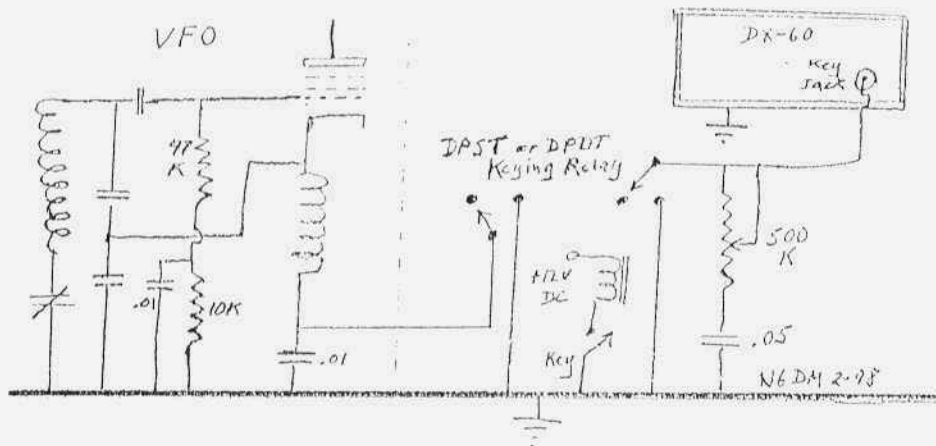 VFO
DX-60
Key
Jack
47
K
DPST or DPDT
Keying Relay
500
K
+12V
DC
.01
10K
.01
Key
.05
N6DM 2-98